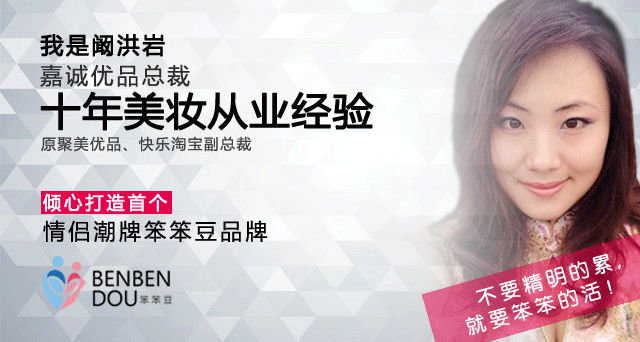 我是阚洪岩
嘉诚优品总裁
十年美妆从业经验
原聚美优品、快乐淘宝副总裁
倾心打造首个
情侣潮牌笨笨豆品牌
BENBEN
DOU笨笨豆
不要精明的累，
就要笨笨的活！